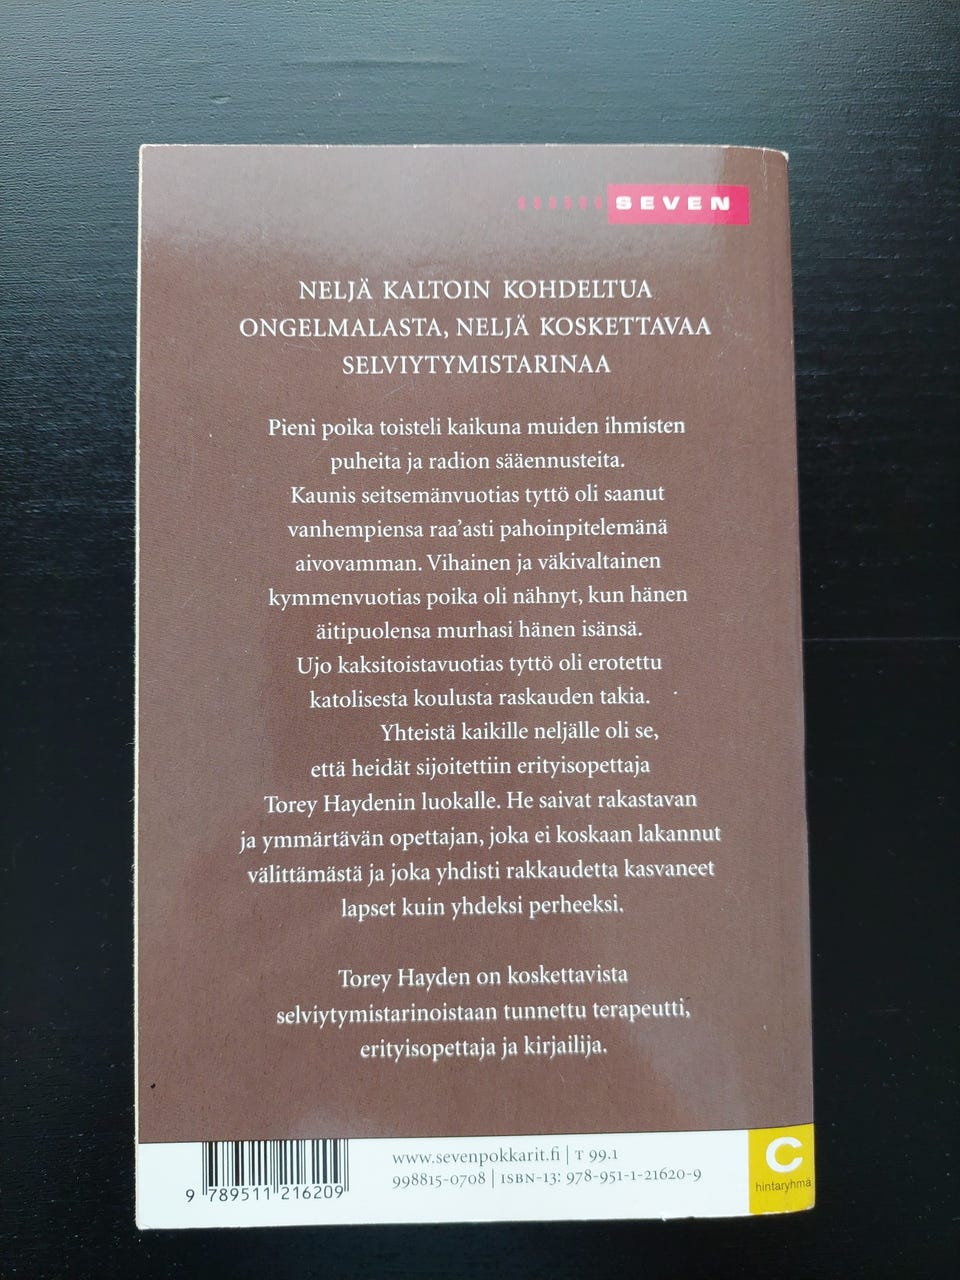 SEVEN
NELJÄ KALTOIN KOHDELTUA
ONGELMALASTA, NELJÄ KOSKETTAVAA
SELVIYTYMISTARINAA
Pieni poika toisteli kaikuna muiden ihmisten
puheita ja radion sääennusteita.
Kaunis seitsemänvuotias tyttö oli saanut
vanhempiensa raa'asti pahoinpitelemänä
aivovamman. Vihainen ja väkivaltainen
kymmenvuotias poika oli nähnyt, kun hänen
äitipuolensa murhasi hänen isänsä.
Ujo kaksitoistavuotias tyttö oli erotettu
katolisesta koulusta raskauden takia.
Yhteistä kaikille neljälle oli se,
että heidät sijoitettiin erityisopettaja
Torey Haydenin luokalle. He saivat rakastavan
ja ymmärtävän opettajan, joka ei koskaan lakannut
välittämästä ja joka yhdisti rakkaudetta kasvaneet
lapset kuin yhdeksi perheeksi.
Torey Hayden on koskettavista
selviytymistarinoistaan tunnettu terapeutti,
erityisopettaja ja kirjailija.
9 789511 216209
www.sevenpokkarit.fi | T 99.1
998815-0708 | ISBN-13: 978-951-1-21620-9
C
hintaryhmä